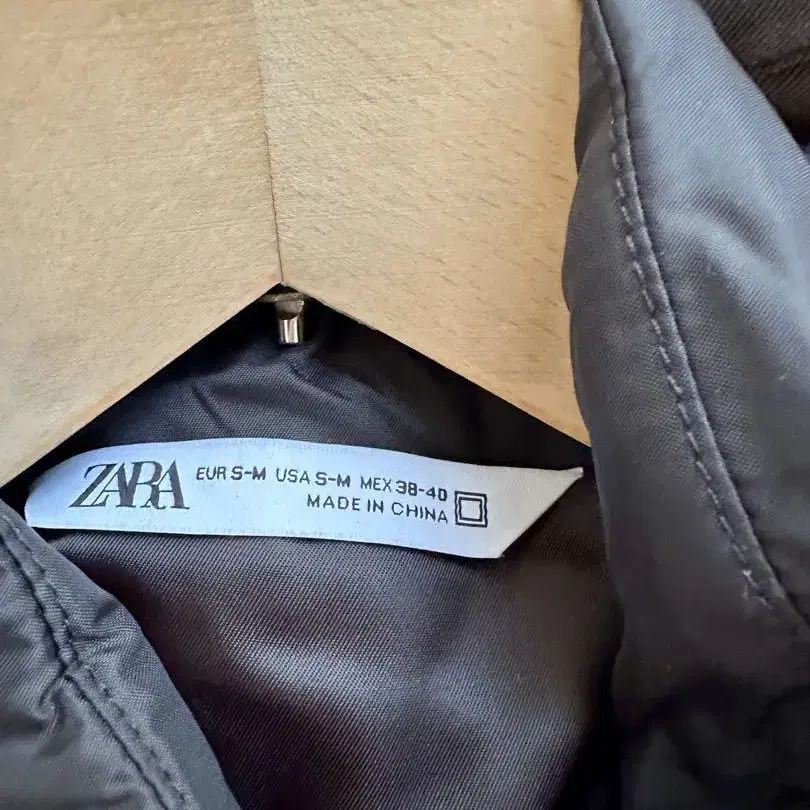 ZARA
EUR S-M USA S-M MEX 38-40
MADE IN CHINA